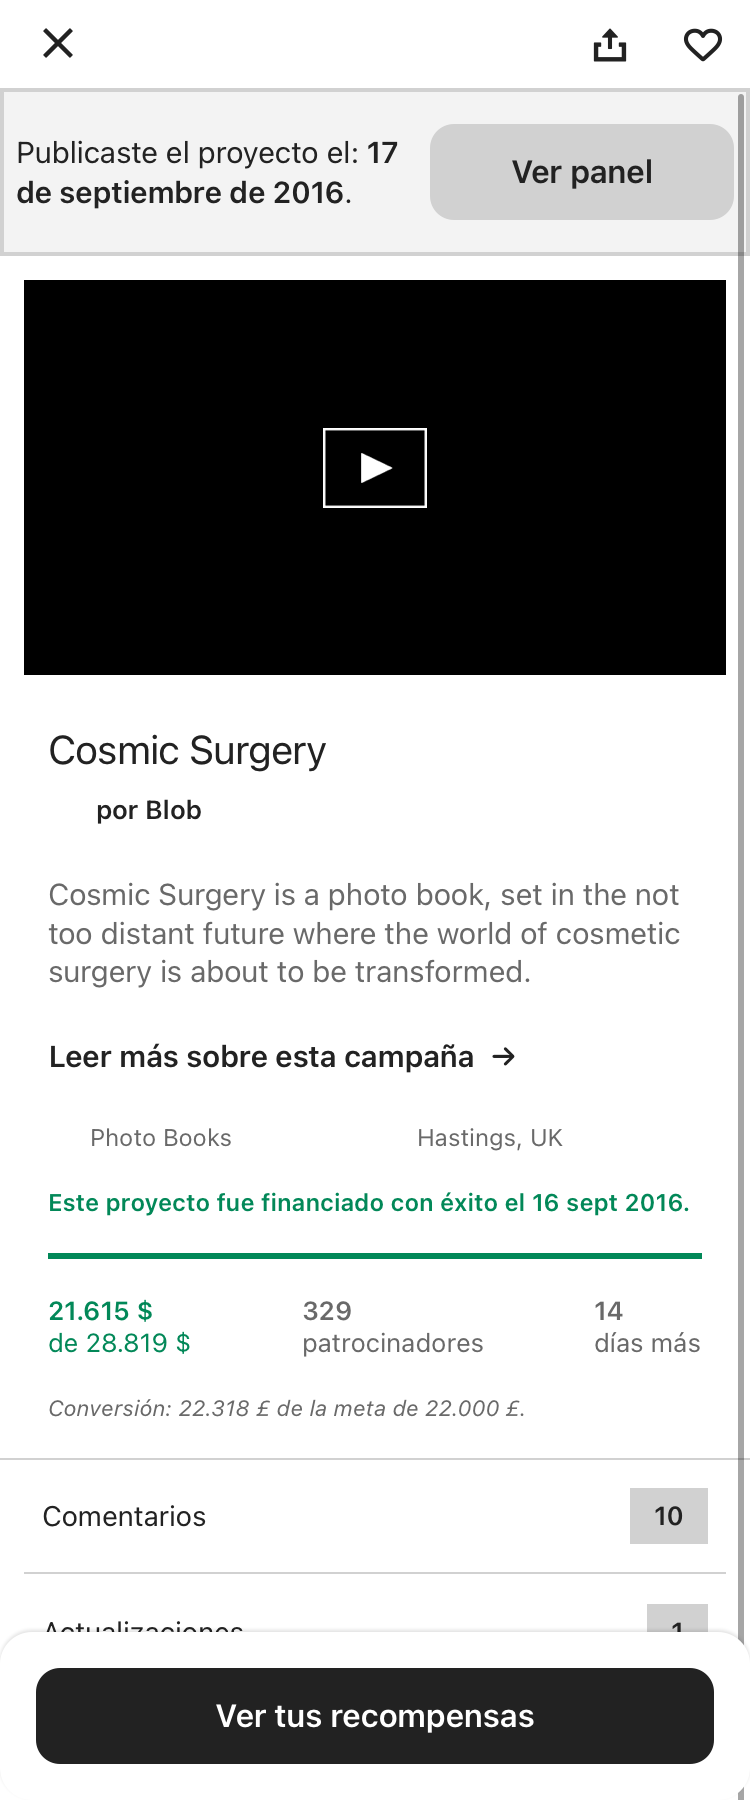 Publicaste el proyecto el: 17
de septiembre de 2016.
Ver panel
Cosmic Surgery
por Blob
Cosmic Surgery is a photo book, set in the not
too distant future where the world of cosmetic
surgery is about to be transformed.
Leer más sobre esta campaña →
Photo Books
Hastings, UK
Este proyecto fue financiado con éxito el 16 sept 2016.
21.615 $
de 28.819 $
329
patrocinadores
14
días más
Conversión: 22.318 £ de la meta de 22.000 £.
Comentarios
10
Actualizaciones
1
Ver tus recompensas